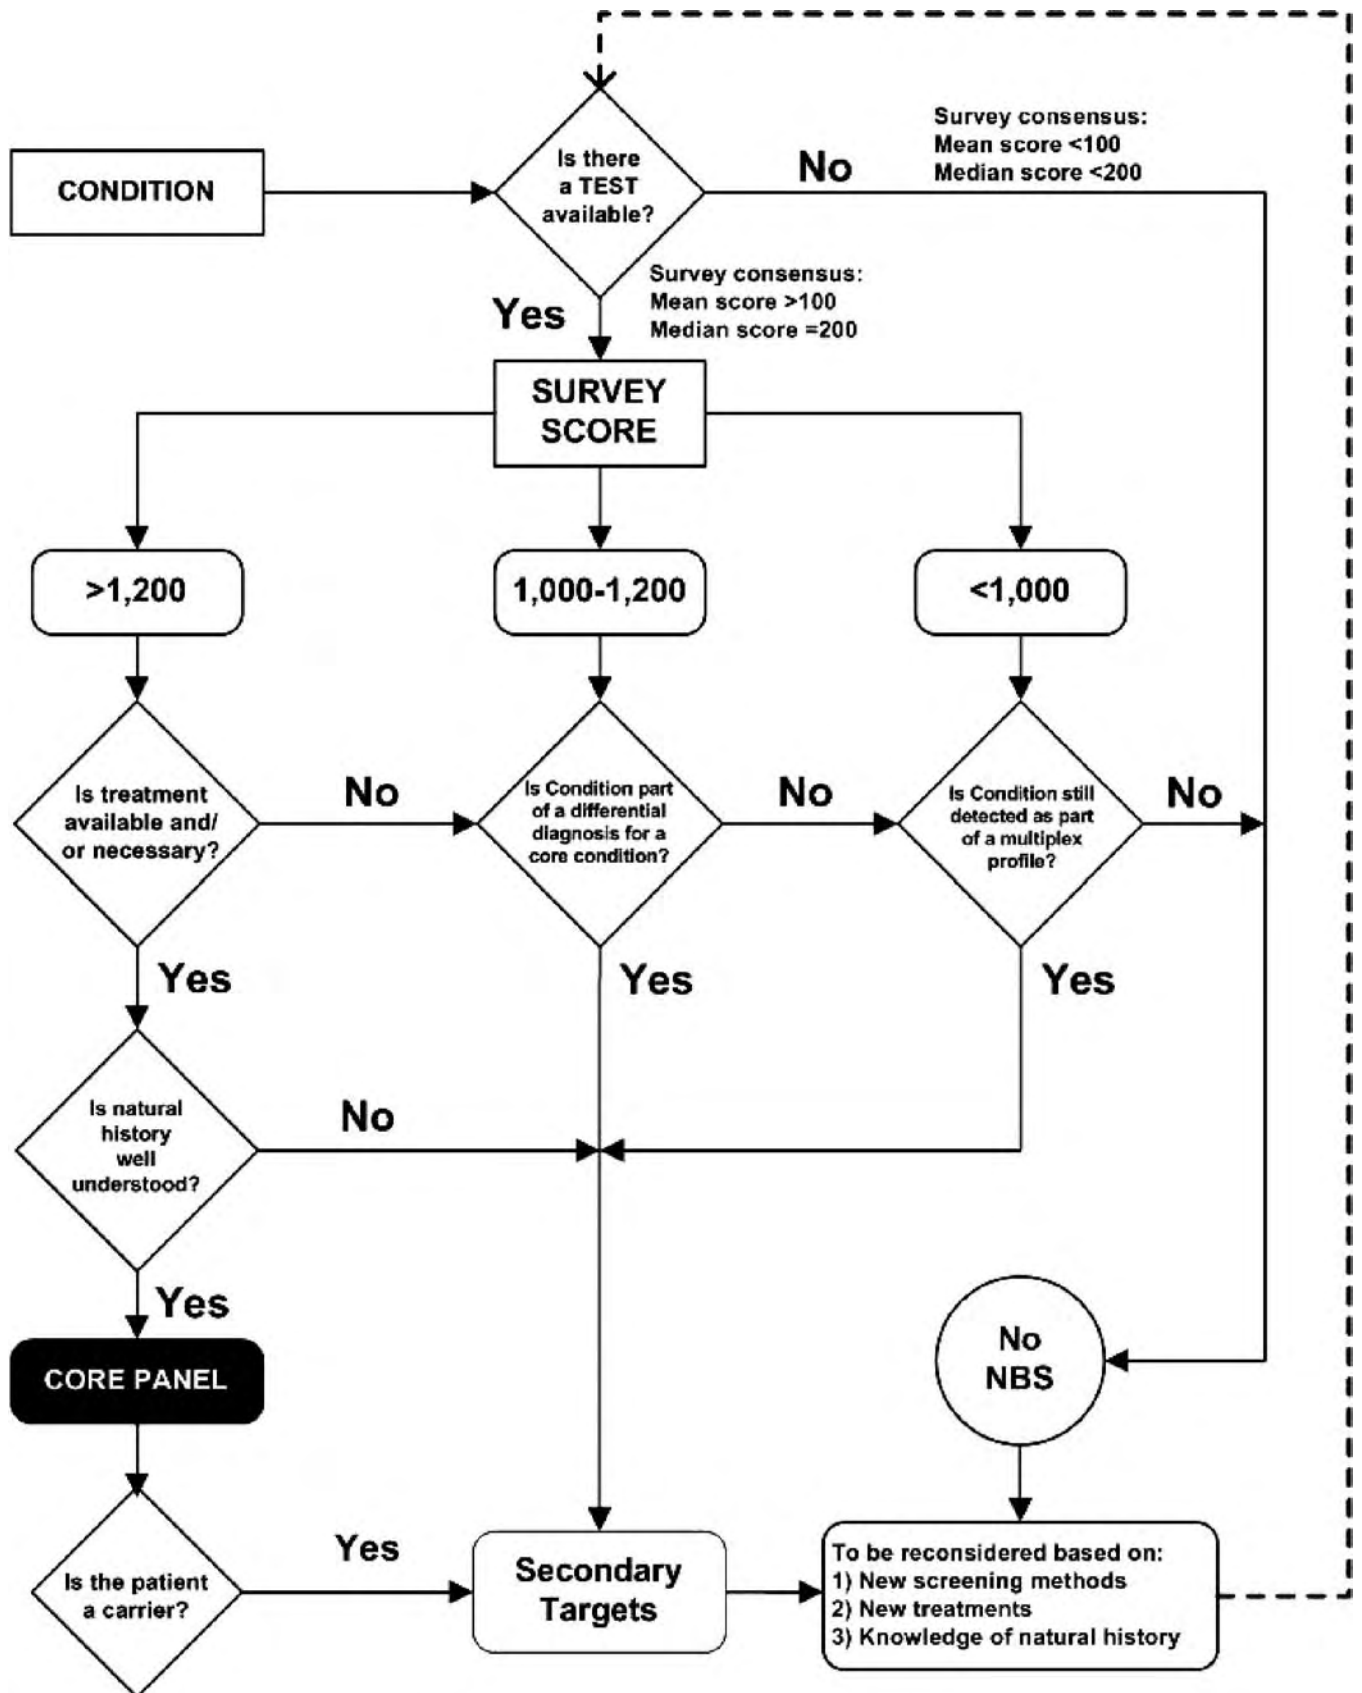 Survey consensus:
Mean score <100
Median score <200
Is there
a TEST
available?
No
CONDITION
Survey consensus:
Mean score >100
Median score =200
Yes
SURVEY
SCORE
>1,200
1,000-1,200
<1,000
Is treatment
available and/
or necessary?
No
Is Condition part
of a differential
diagnosis for a
core condition?
No
Is Condition still
detected as part
of a multiplex
profile?
No
Yes
Yes
Yes
Is natural
history
well
understood?
No
Yes
CORE PANEL
No
NBS
Is the patient
a carrier?
Yes
Secondary
Targets
To be reconsidered based on:
1) New screening methods
2) New treatments
3) Knowledge of natural history